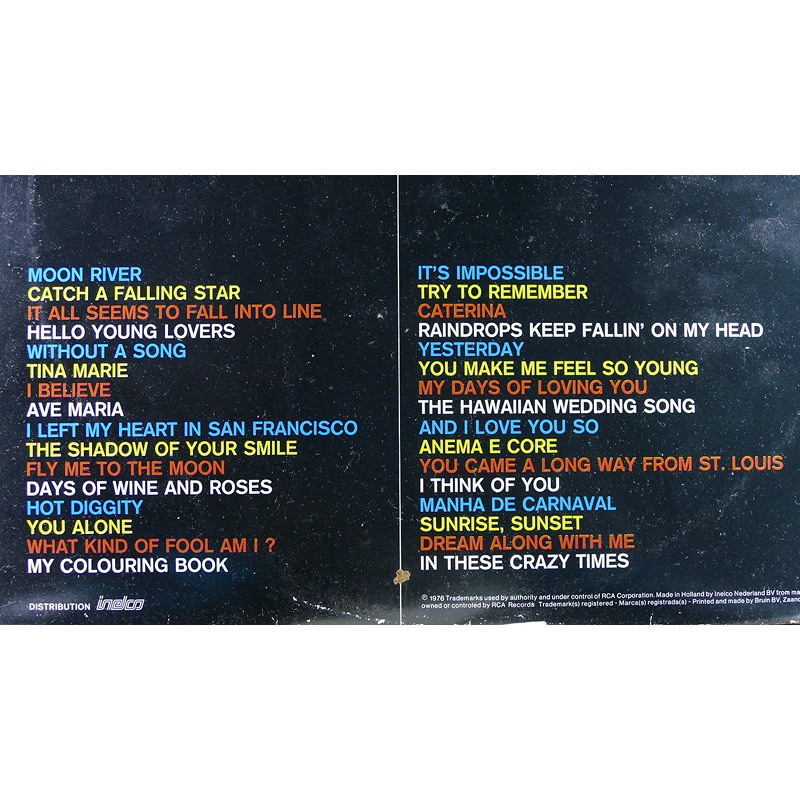 MOON RIVER
CATCH A FALLING STAR
IT ALL SEEMS TO FALL INTO LINE
HELLO YOUNG LOVERS
WITHOUT A SONG
TINA MARIE
I BELIEVE
AVE MARIA
I LEFT MY HEART IN SAN FRANCISCO
THE SHADOW OF YOUR SMILE
FLY ME TO THE MOON
DAYS OF WINE AND ROSES
HOT DIGGITY
YOU ALONE
WHAT KIND OF FOOL AM I ?
MY COLOURING BOOK
DISTRIBUTION inelco
IT'S IMPOSSIBLE
TRY TO REMEMBER
CATERINA
RAINDROPS KEEP FALLIN' ON MY HEAD
YESTERDAY
YOU MAKE ME FEEL SO YOUNG
MY DAYS OF LOVING YOU
THE HAWAIIAN WEDDING SONG
AND I LOVE YOU SO
ANEMA E CORE
YOU CAME A LONG WAY FROM ST. LOUIS
I THINK OF YOU
MANHA DE CARNAVAL
SUNRISE, SUNSET
DREAM ALONG WITH ME
IN THESE CRAZY TIMES
℗ 1976 Trademarks used by authority and under control of RCA Corporation. Made in Holland by Inelco Nederland BV from ma
owned or controled by RCA Records Trademark(s) registered - Marca(s) registrada(s) - Printed and made by Bruin BV, Zaand